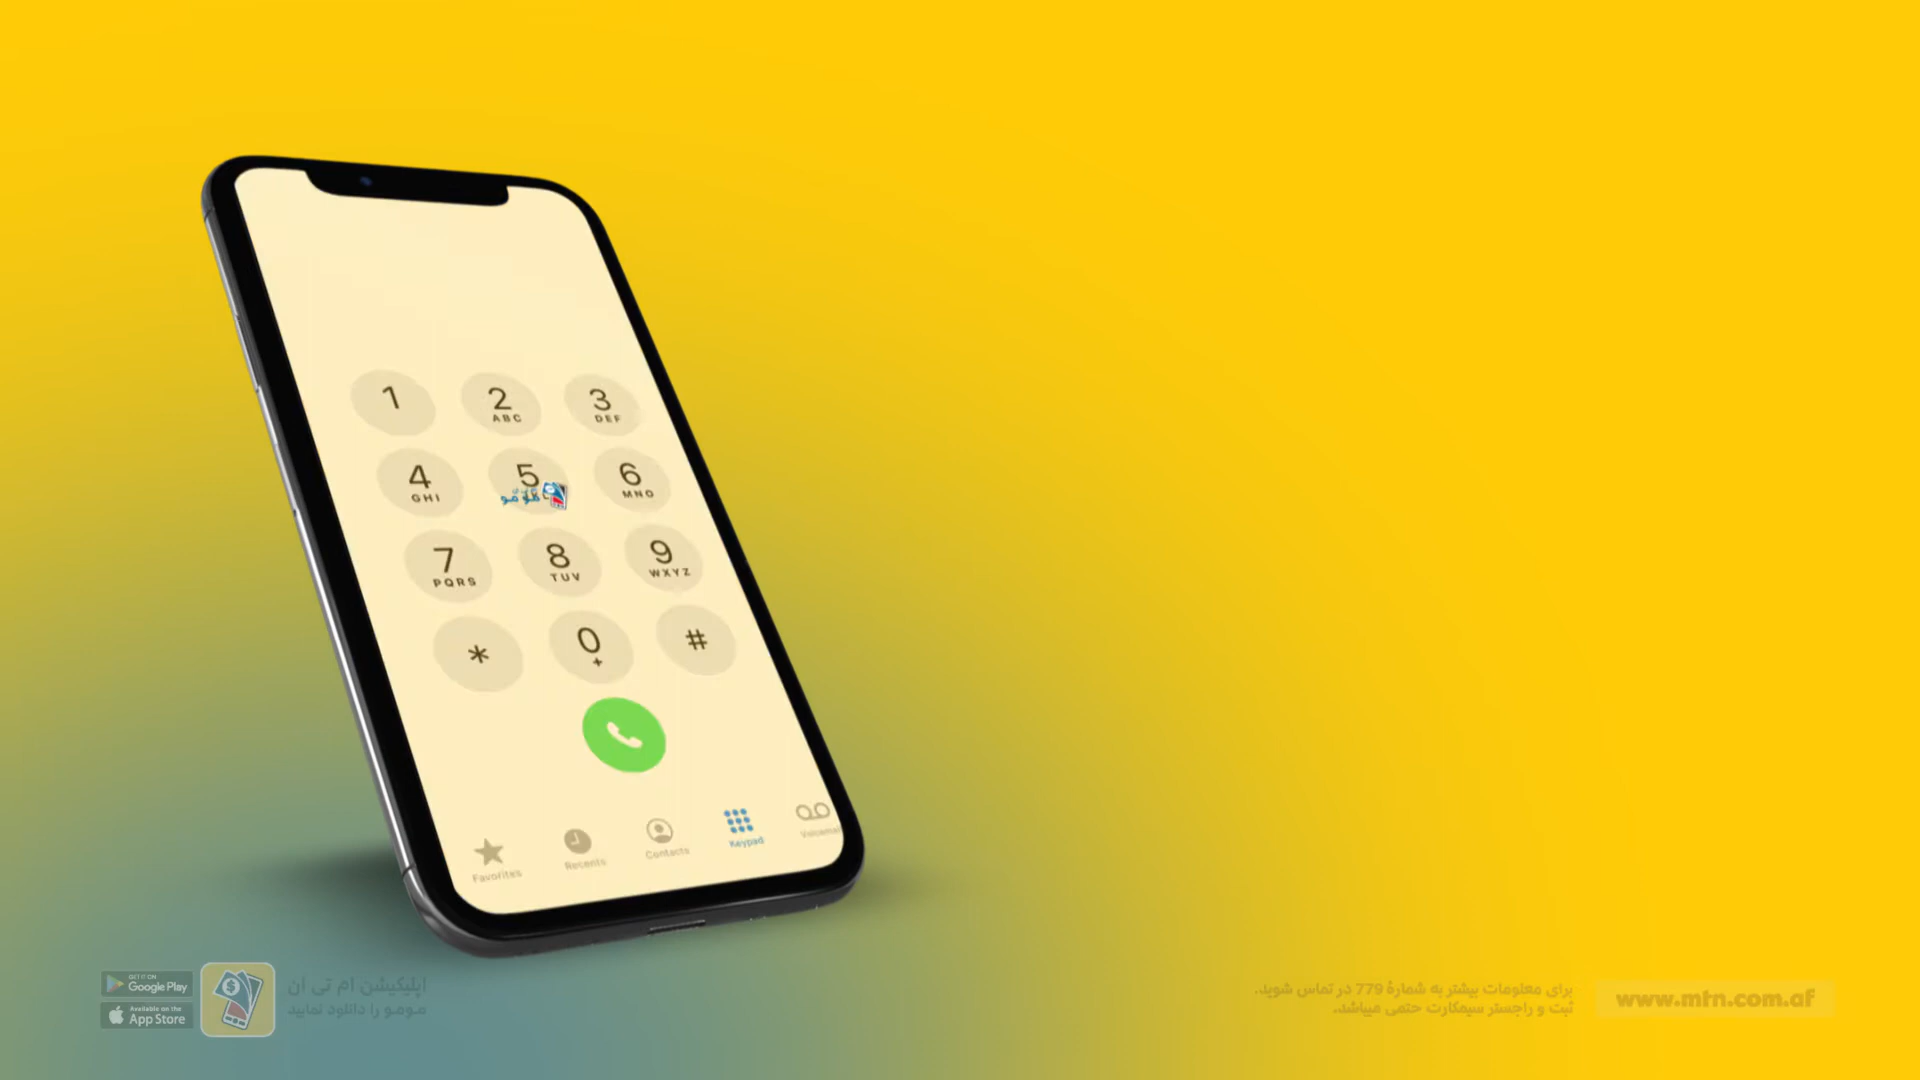 1
2
ABC
3
DEF
4
GHI
5
مومو
6
MNO
7
PQRS
8
TUV
9
WXYZ
*
0
+
#
Favorites
Recents
Contacts
Keypad
Voicemail
GET IT ON
Google Play
Available on the
App Store
اپلیکیشن ام تی ان
مومو را دانلود نمایید
برای معلومات بیشتر به شمارهٔ 779 در تماس شوید.
ثبت و راجستر سیمکارت حتمی میباشد.
www.mtn.com.af